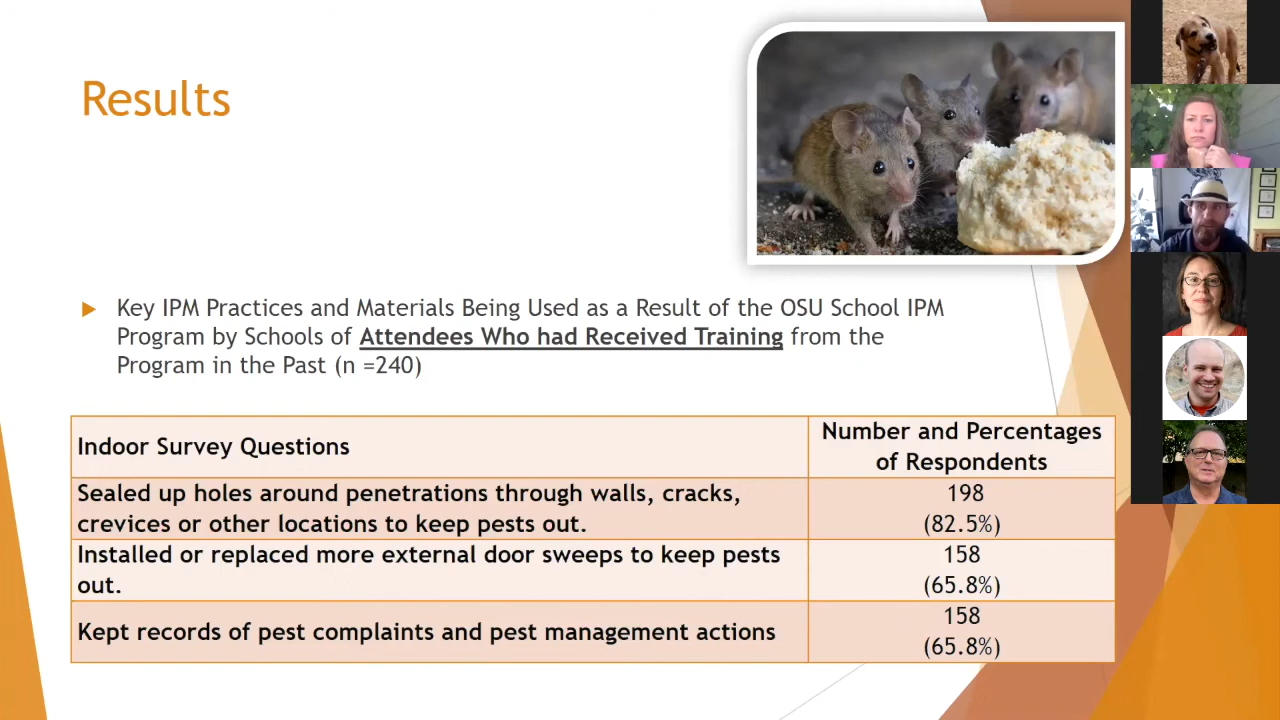 Results
Key IPM Practices and Materials Being Used as a Result of the OSU School IPM
Program by Schools of Attendees Who had Received Training from the
Program in the Past (n =240)
Indoor Survey Questions
Number and Percentages
of Respondents
Sealed up holes around penetrations through walls, cracks,
crevices or other locations to keep pests out.
198
(82.5%)
Installed or replaced more external door sweeps to keep pests
out.
158
(65.8%)
Kept records of pest complaints and pest management actions
158
(65.8%)